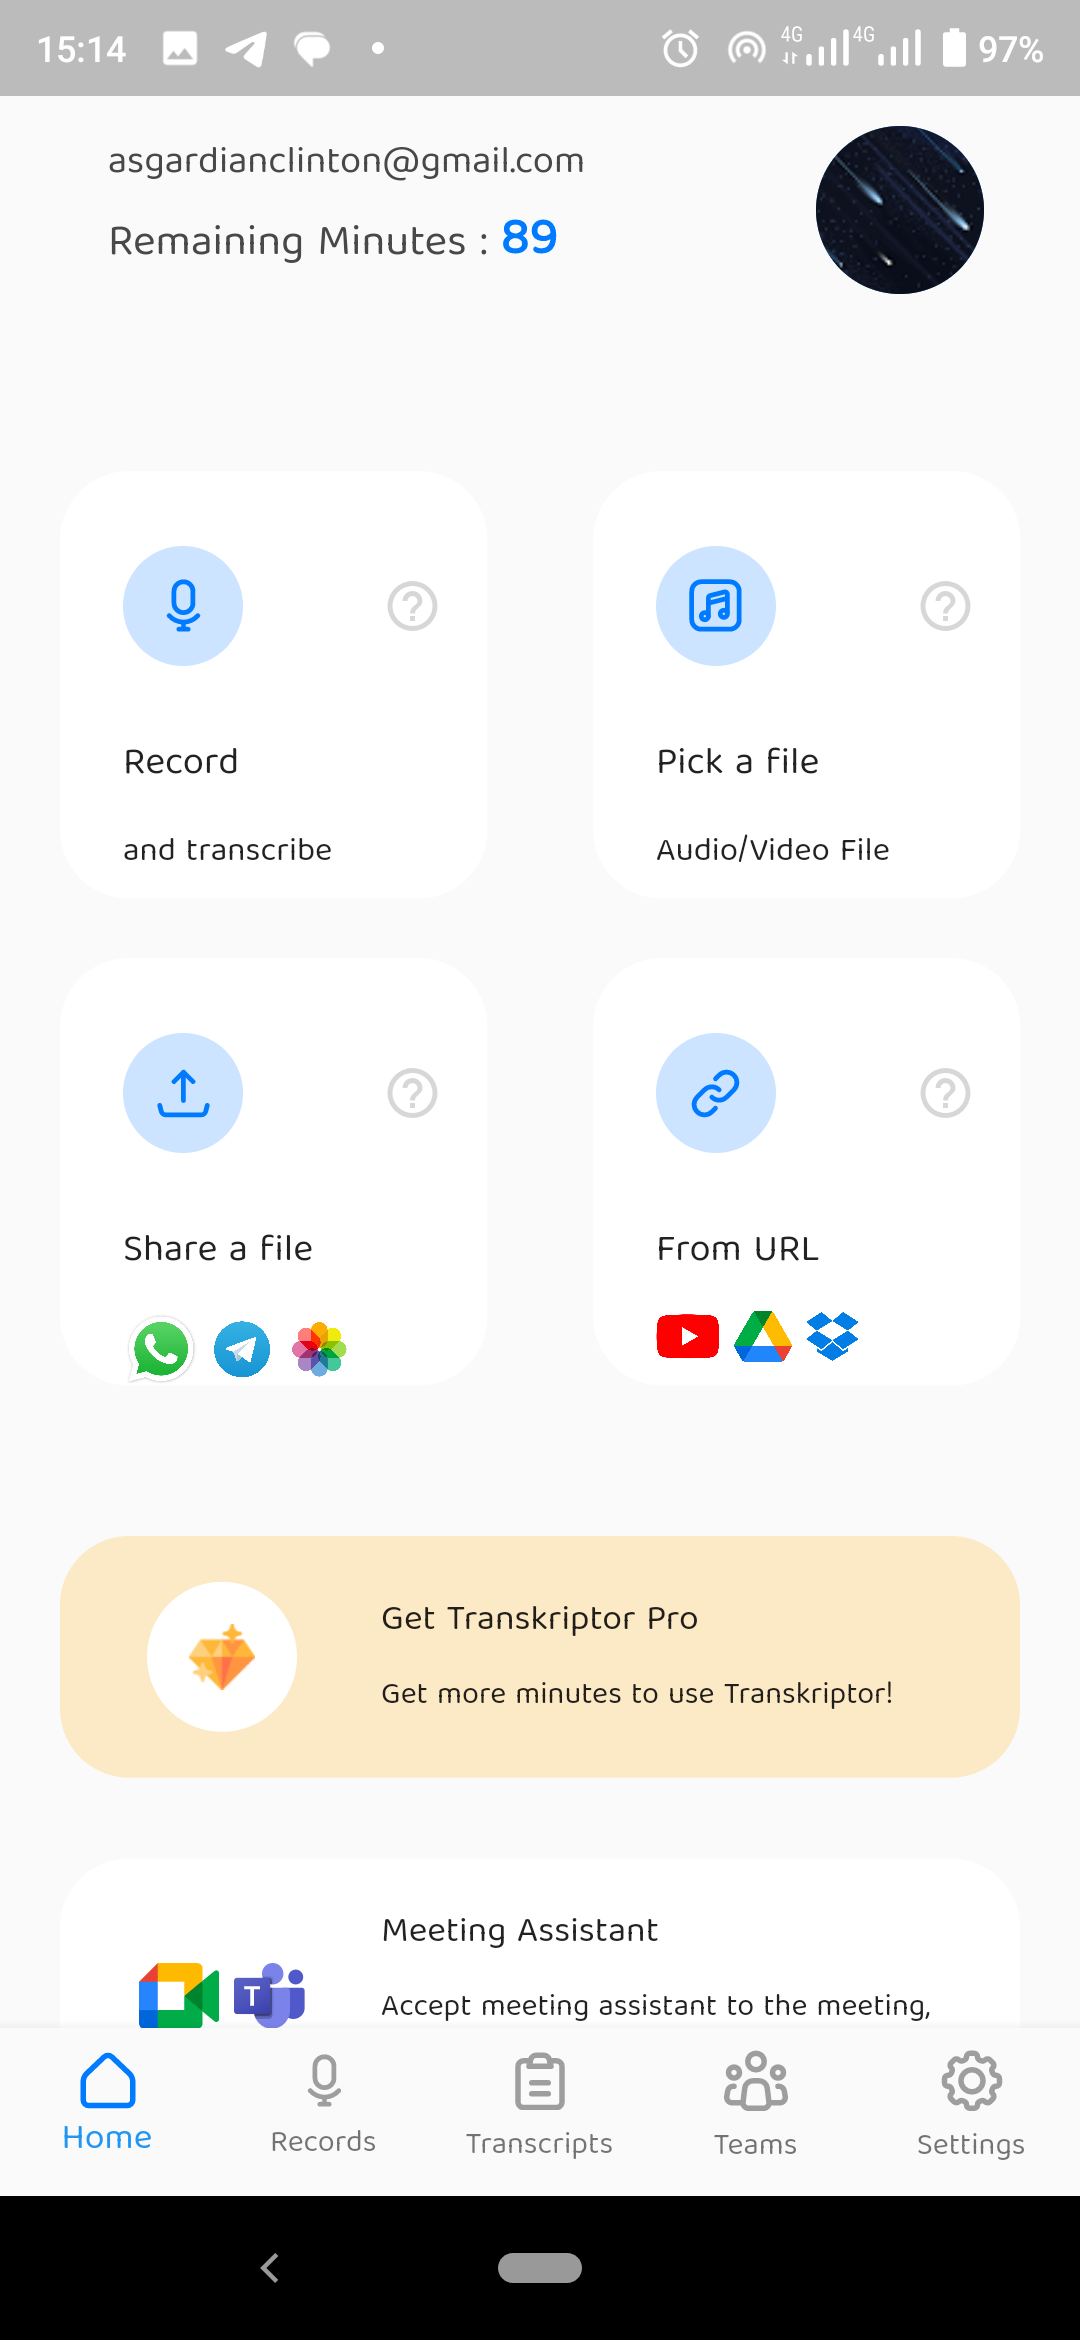 15:14
4G 4G 97%
asgardianclinton@gmail.com
Remaining Minutes : 89
Record
and transcribe
Pick a file
Audio/Video File
Share a file
From URL
Get Transkriptor Pro
Get more minutes to use Transkriptor!
Meeting Assistant
Accept meeting assistant to the meeting,
T
Home
Records
Transcripts
Teams
Settings